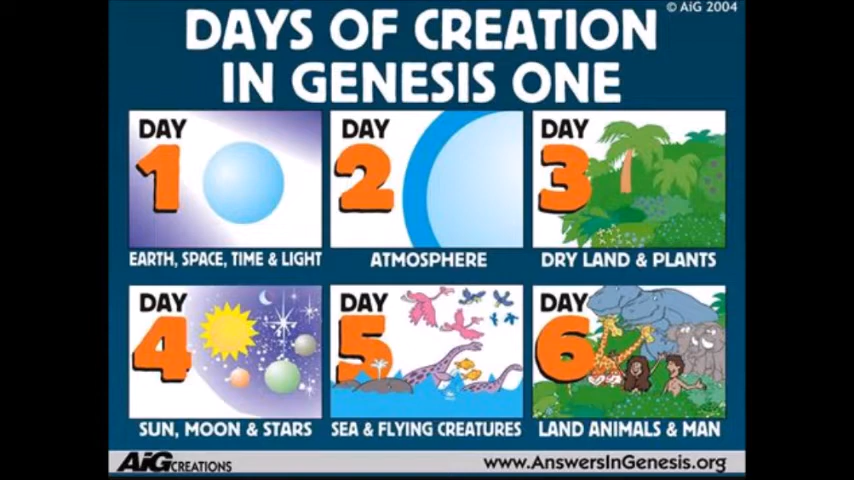 © AiG 2004
DAYS OF CREATION
IN GENESIS ONE
DAY
1
EARTH, SPACE, TIME & LIGHT
DAY
2
ATMOSPHERE
DAY
3
DRY LAND & PLANTS
DAY
4
SUN, MOON & STARS
DAY
5
SEA & FLYING CREATURES
DAY
6
LAND ANIMALS & MAN
AiG CREATIONS
www.AnswersInGenesis.org